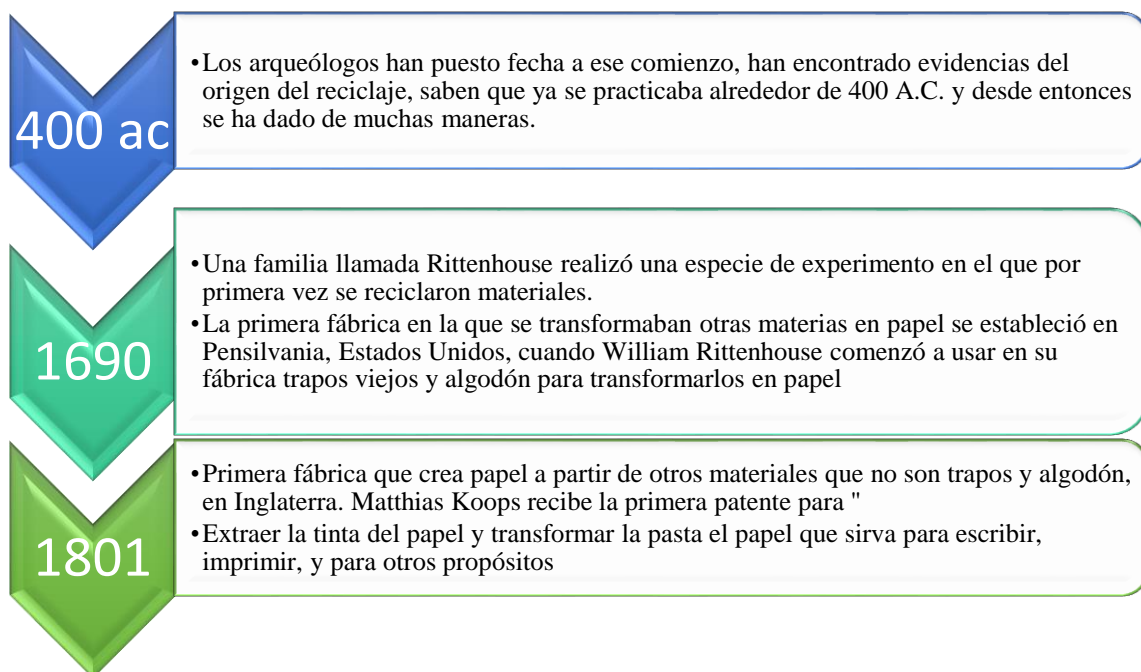 400 ac
•Los arqueólogos han puesto fecha a ese comienzo, han encontrado evidencias del
origen del reciclaje, saben que ya se practicaba alrededor de 400 A.C. y desde entonces
se ha dado de muchas maneras.
1690
•Una familia llamada Rittenhouse realizó una especie de experimento en el que por
primera vez se reciclaron materiales.
•La primera fábrica en la que se transformaban otras materias en papel se estableció en
Pensilvania, Estados Unidos, cuando William Rittenhouse comenzó a usar en su
fábrica trapos viejos y algodón para transformarlos en papel
1801
•Primera fábrica que crea papel a partir de otros materiales que no son trapos y algodón,
en Inglaterra. Matthias Koops recibe la primera patente para "
•Extraer la tinta del papel y transformar la pasta el papel que sirva para escribir,
imprimir, y para otros propósitos